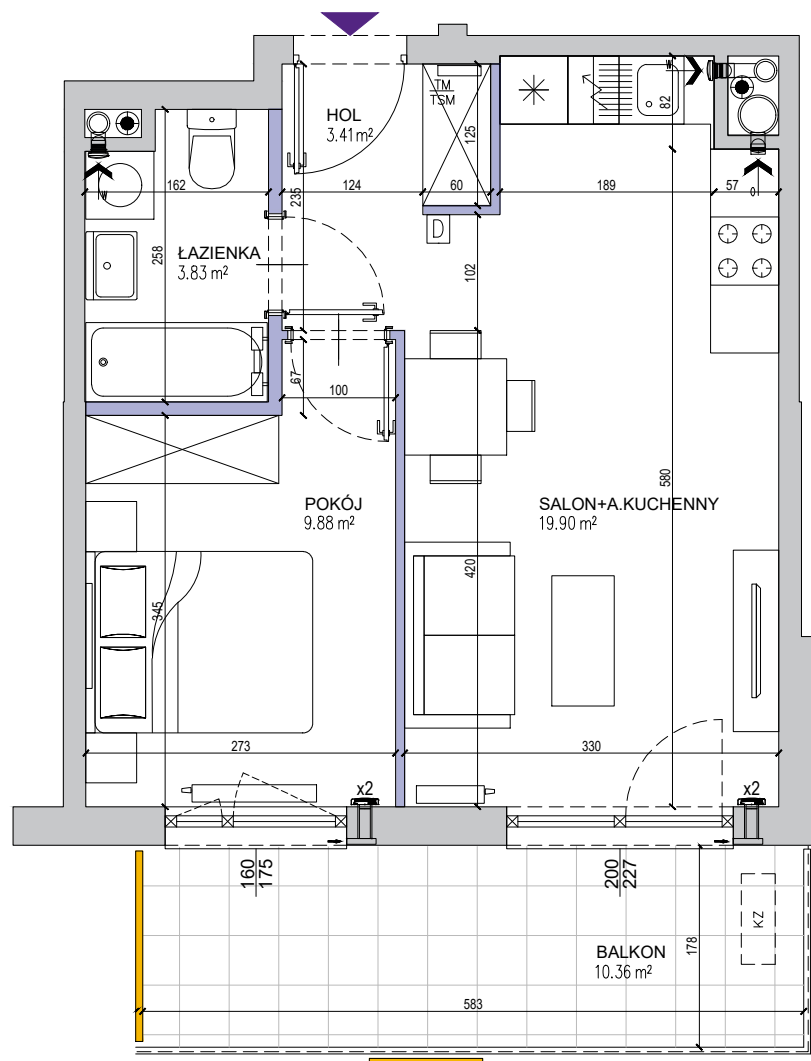 HOL
3.41 m²
TM
TSM
125
W
82
162
W
235
124
60
189
57
0
ŁAZIENKA
3.83 m²
258
D
102
67
100
POKÓJ
9.88 m²
SALON+A.KUCHENNY
19.90 m²
580
420
345
273
330
x2
x2
160
175
200
227
KZ
BALKON
10.36 m²
178
583